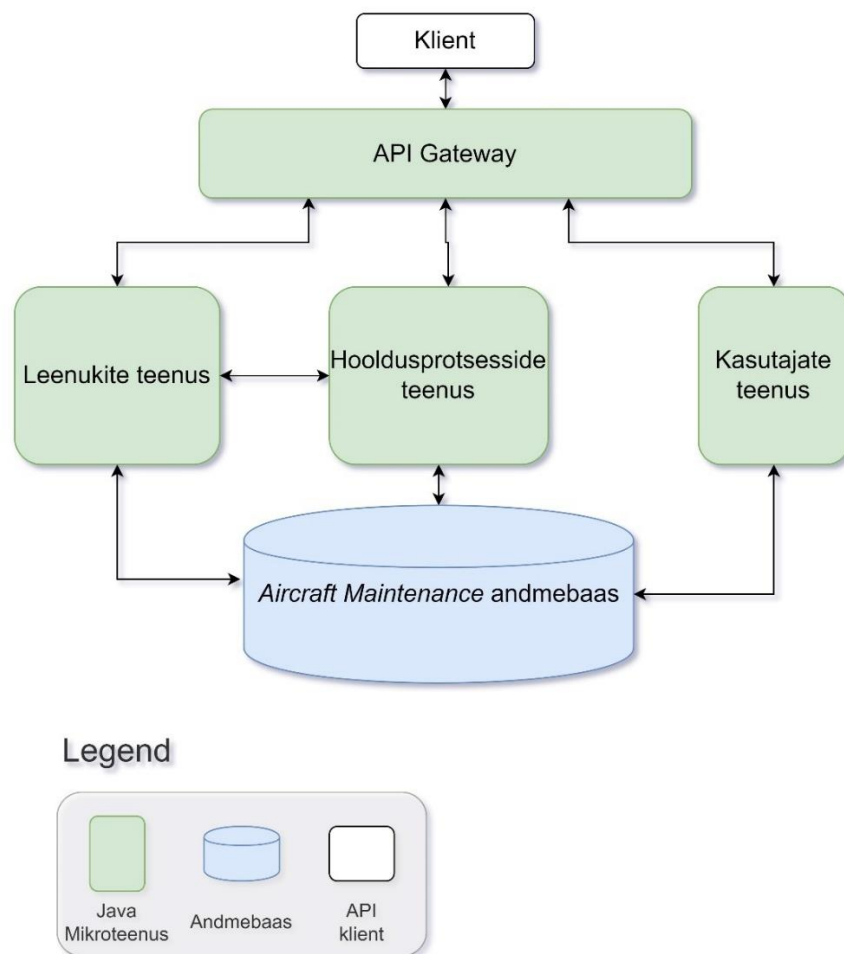 Klient
API Gateway
Leenukite teenus
Hooldusprotsesside
teenus
Kasutajate
teenus
Aircraft Maintenance andmebaas
Legend
Java
Mikroteenus
Andmebaas
API
klient